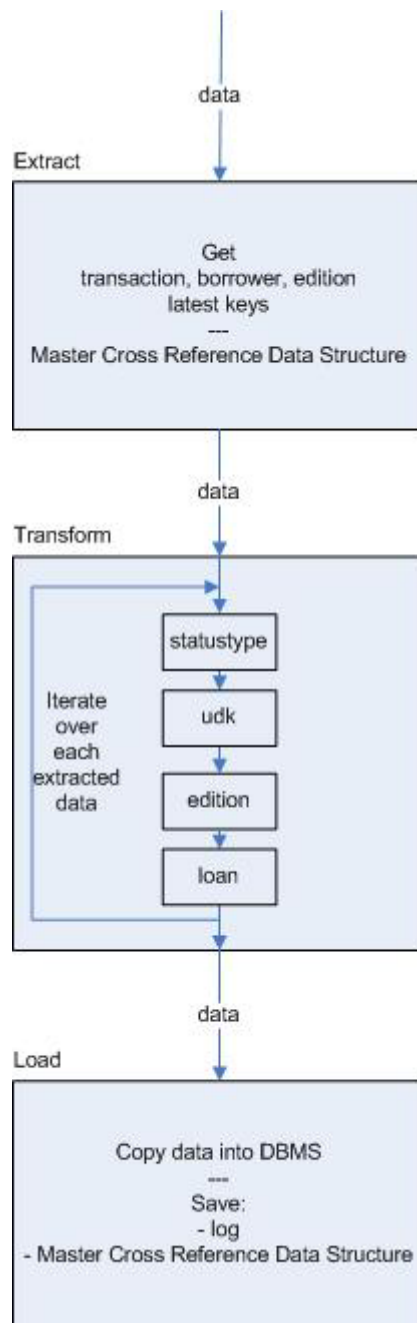 data
Extract
Get
transaction, borrower, edition
latest keys
---
Master Cross Reference Data Structure
data
Transform
statustype
Iterate
over
each
extracted
data
udk
edition
loan
data
Load
Copy data into DBMS
---
Save:
- log
- Master Cross Reference Data Structure